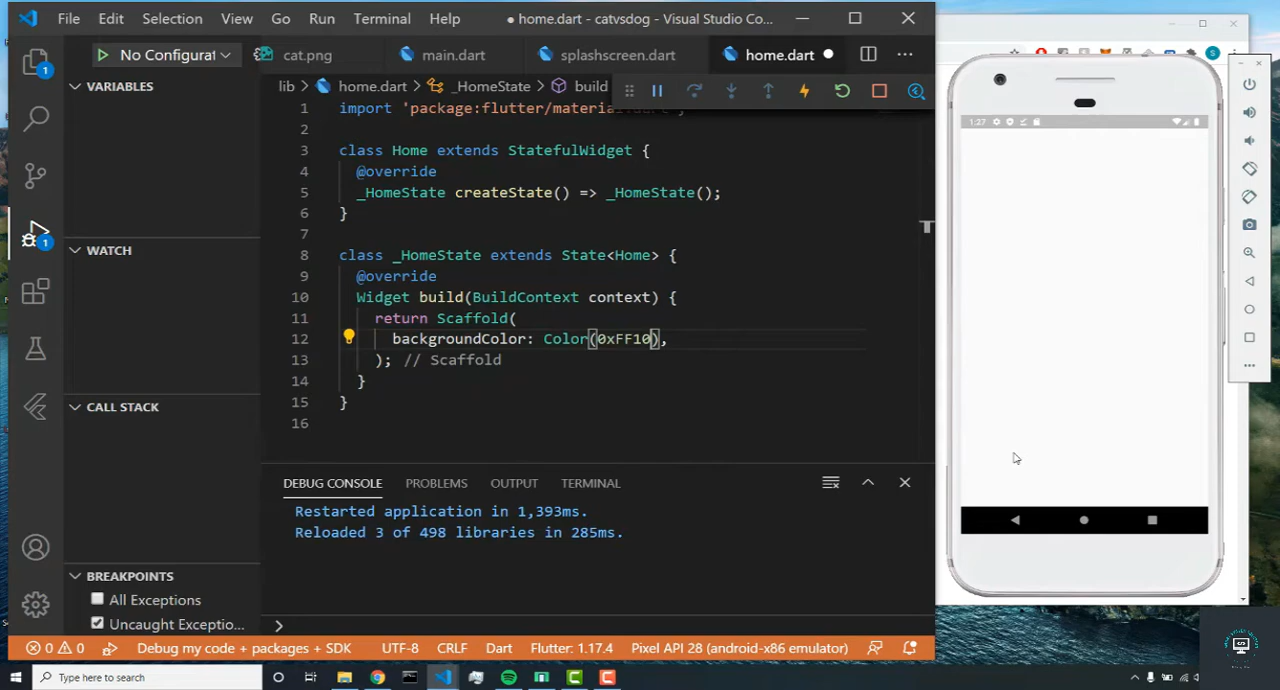 File Edit Selection View Go Run Terminal Help
● home.dart - catvsdog - Visual Studio Co...
No Configurat
cat.png main.dart splashscreen.dart home.dart ●
lib > home.dart > _HomeState > build
VARIABLES
WATCH
CALL STACK
BREAKPOINTS
All Exceptions
Uncaught Exceptio...
1 import 'package:flutter/material.dart';
2
3 class Home extends StatefulWidget {
4 @override
5 _HomeState createState() => _HomeState();
6 }
7
8 class _HomeState extends State<Home> {
9 @override
10 Widget build(BuildContext context) {
11 return Scaffold(
12 backgroundColor: Color(0xFF10),
13 ); // Scaffold
14 }
15 }
16
DEBUG CONSOLE PROBLEMS OUTPUT TERMINAL
Restarted application in 1,393ms.
Reloaded 3 of 498 libraries in 285ms.
>
0 0 Debug my code + packages + SDK UTF-8 CRLF Dart Flutter: 1.17.4 Pixel API 28 (android-x86 emulator)
Type here to search
1:27
1
1
S